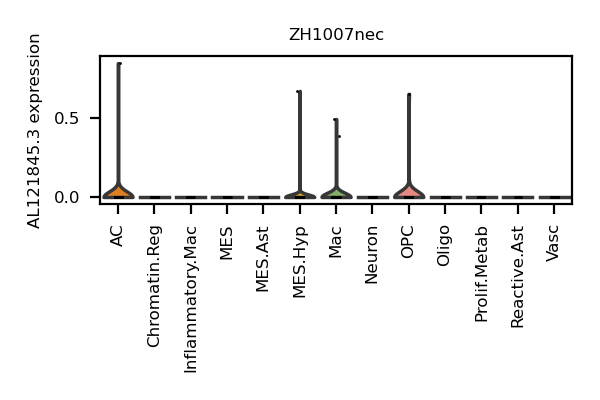 ZH1007nec
AL121845.3 expression
0.5
0.0
AC
Chromatin.Reg
Inflammatory.Mac
MES
MES.Ast
MES.Hyp
Mac
Neuron
OPC
Oligo
Prolif.Metab
Reactive.Ast
Vasc